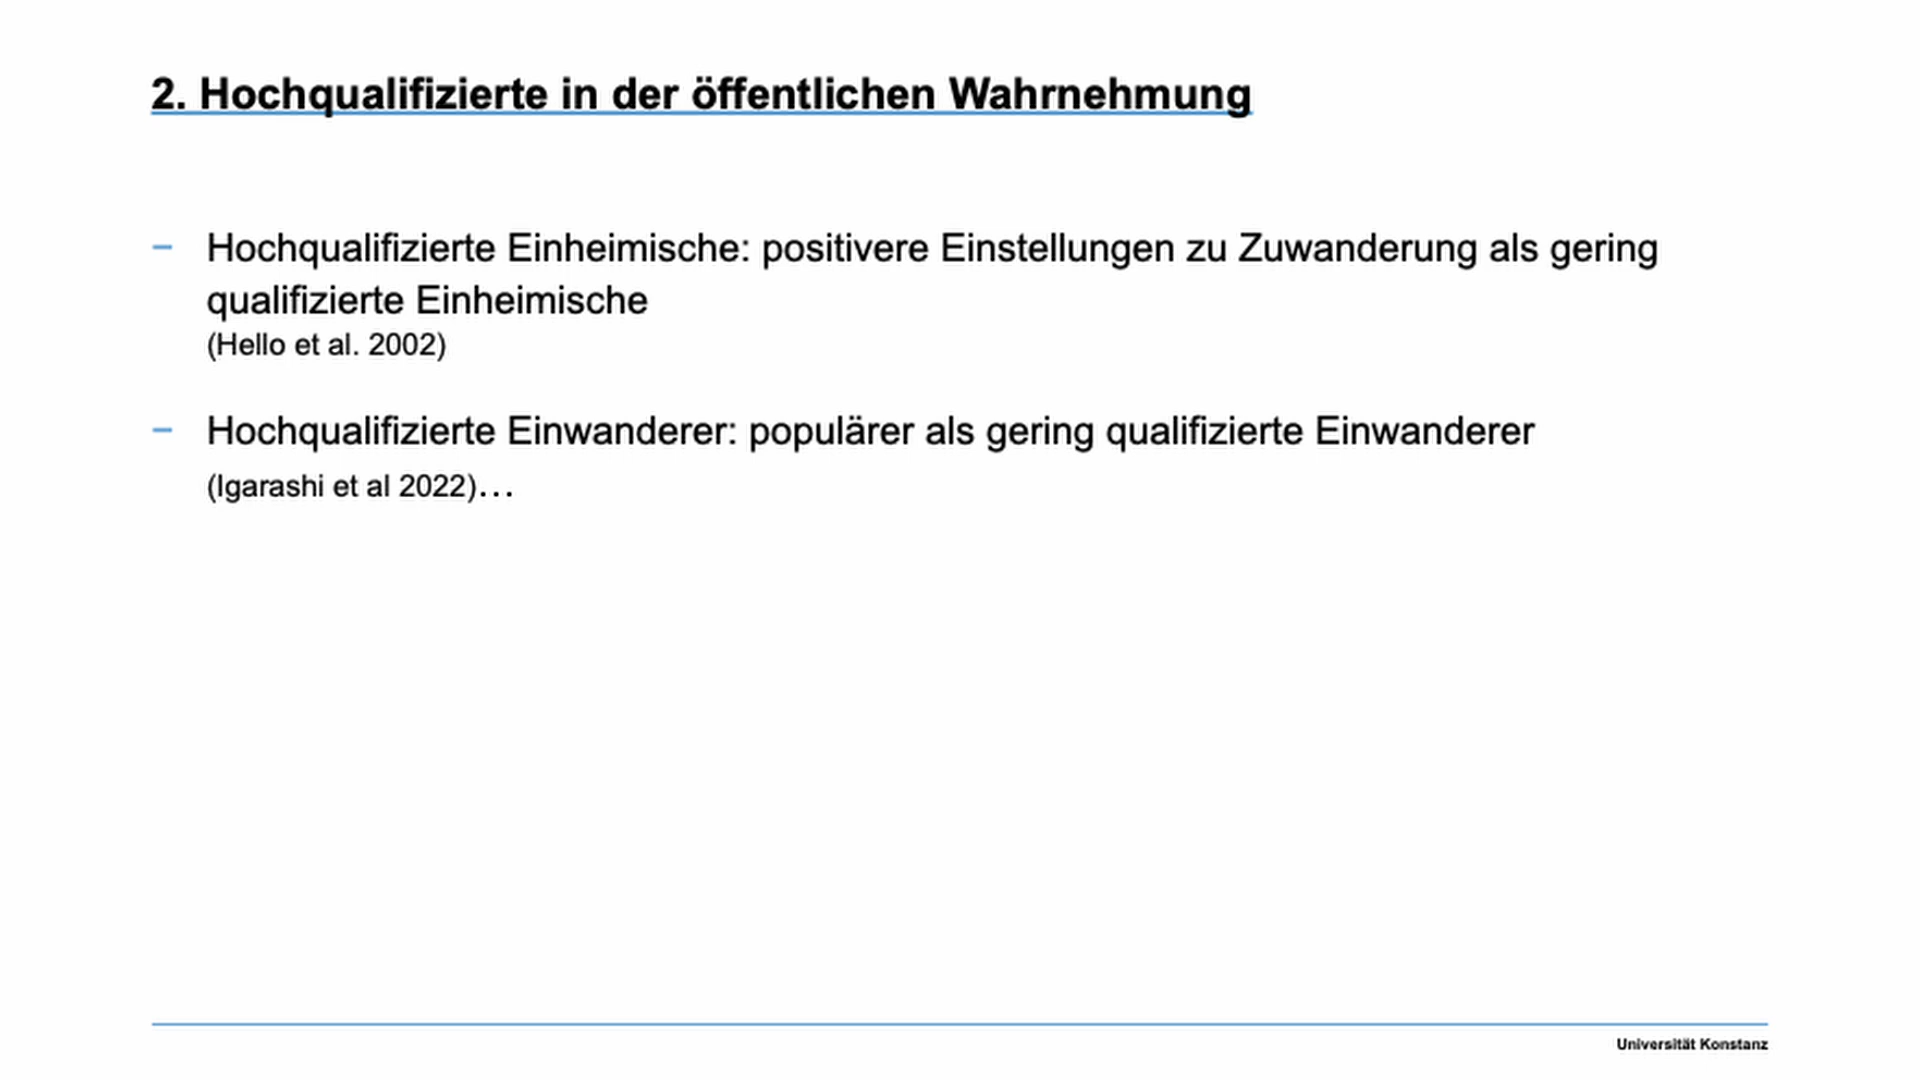 2. Hochqualifizierte in der öffentlichen Wahrnehmung
– Hochqualifizierte Einheimische: positivere Einstellungen zu Zuwanderung als gering
qualifizierte Einheimische
(Hello et al. 2002)
– Hochqualifizierte Einwanderer: populärer als gering qualifizierte Einwanderer
(Igarashi et al 2022)…
Universität Konstanz